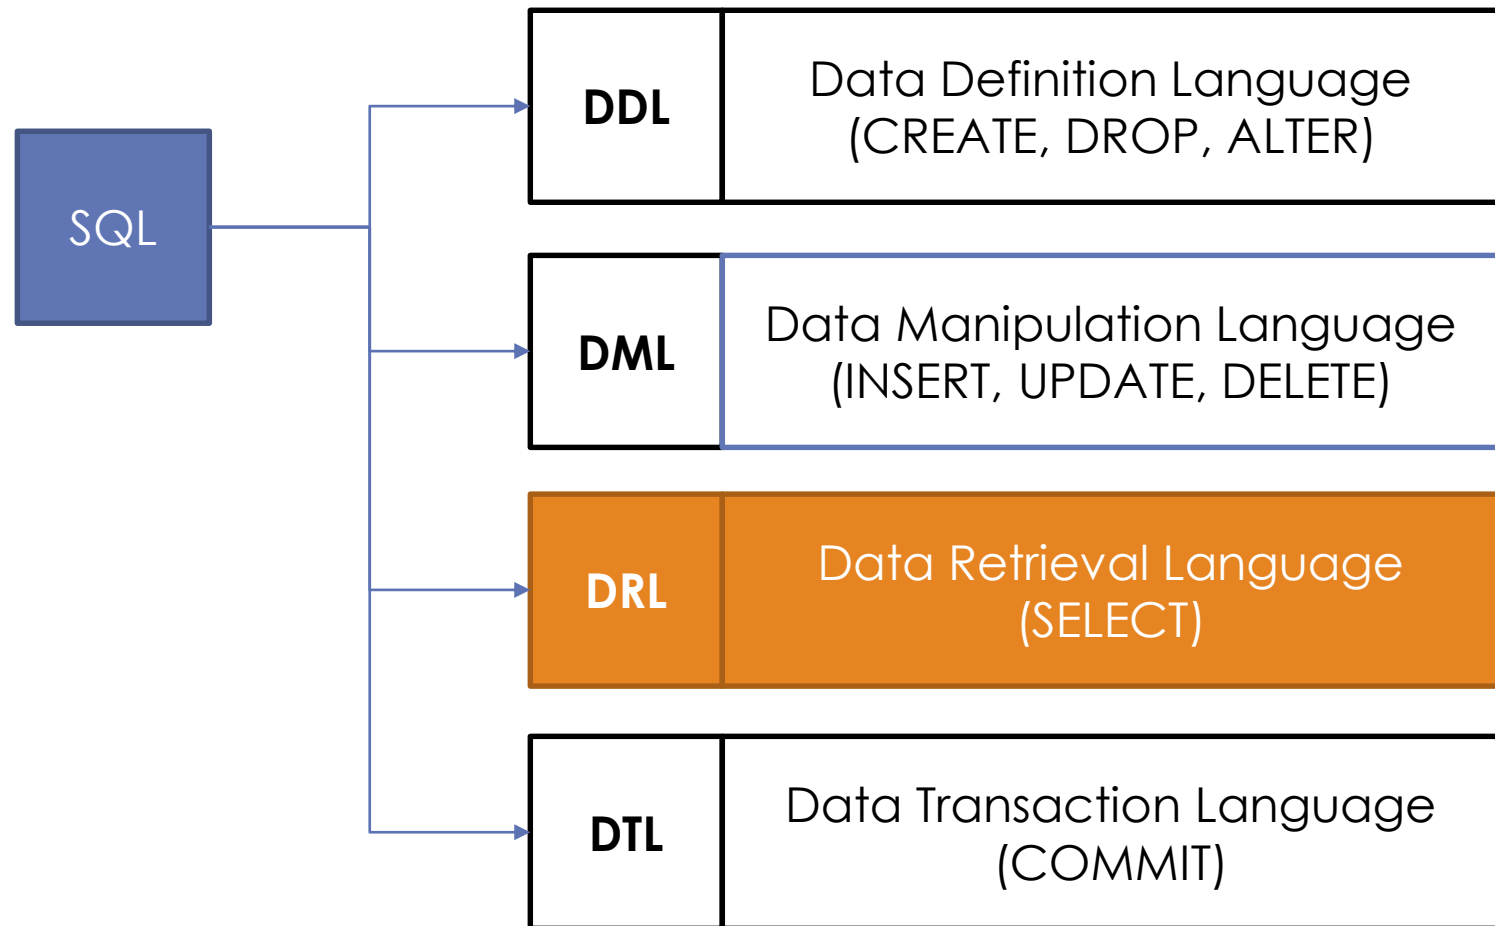 SQL
DDL
Data Definition Language
(CREATE, DROP, ALTER)
DML
Data Manipulation Language
(INSERT, UPDATE, DELETE)
DRL
Data Retrieval Language
(SELECT)
DTL
Data Transaction Language
(COMMIT)